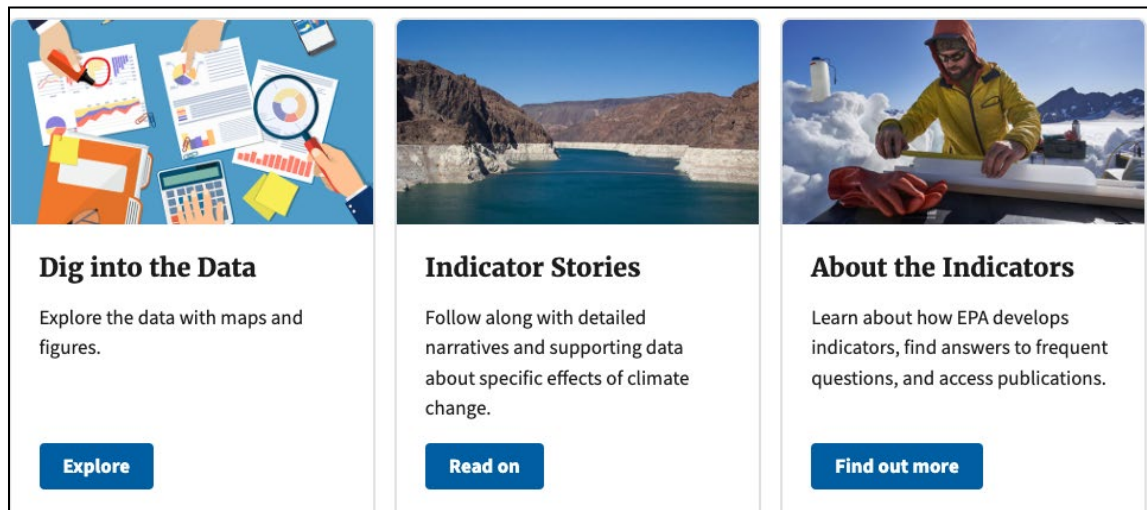 Dig into the Data
Explore the data with maps and
figures.
Explore
Indicator Stories
Follow along with detailed
narratives and supporting data
about specific effects of climate
change.
Read on
About the Indicators
Learn about how EPA develops
indicators, find answers to frequent
questions, and access publications.
Find out more